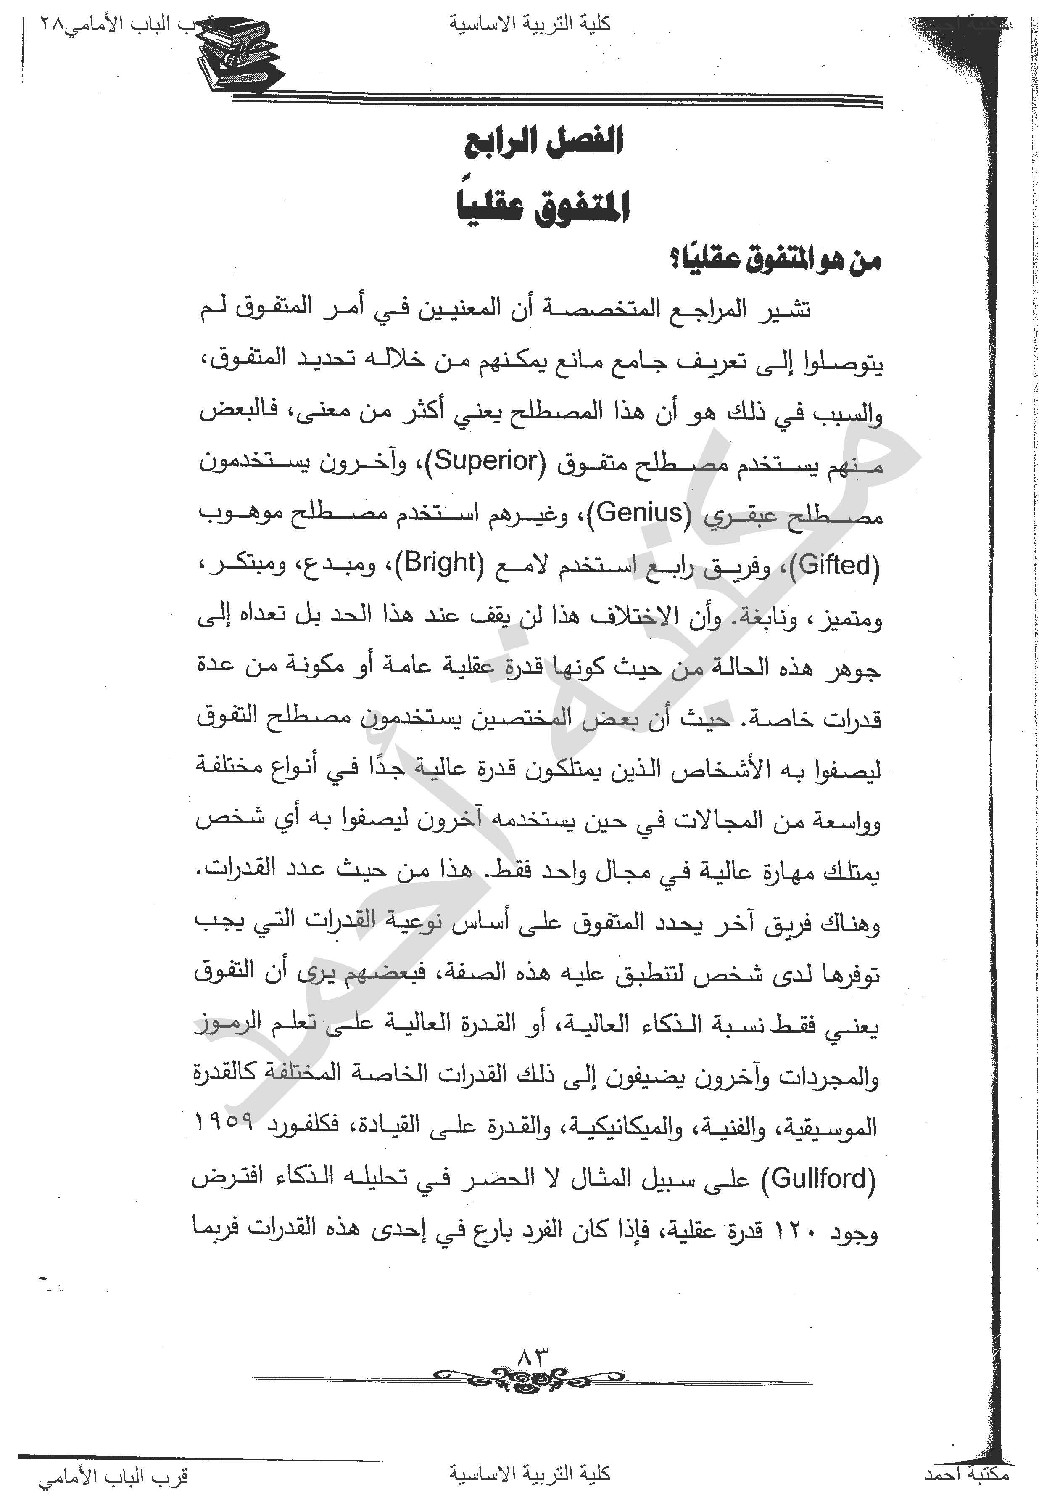 كلية التربية الاساسية
قرب الباب الأمامي٢٨
الفصل الرابع
المتفوق عقلياً
من هو المتفوق عقليًا؟
تشير المراجع المتخصصة أن المعنيين في أمر المتفوق لم
يتوصلوا إلى تعريف جامع مانع يمكنهم من خلاله تحديد المتفوق،
والسبب في ذلك هو أن هذا المصطلح يعني أكثر من معنى، فالبعض
منهم يستخدم مصطلح متفوق (Superior)، وآخرون يستخدمون
مصطلح عبقري (Genius)، وغيرهم استخدم مصطلح موهوب
(Gifted)، وفريق رابع استخدم لامع (Bright)، ومبدع، ومبتكر،
ومتميز، ونابغة. وأن الاختلاف هذا لن يقف عند هذا الحد بل تعداه إلى
جوهر هذه الحالة من حيث كونها قدرة عقلية عامة أو مكونة من عدة
قدرات خاصة. حيث أن بعض المختصين يستخدمون مصطلح التفوق
ليصفوا به الأشخاص الذين يمتلكون قدرة عالية جدًا في أنواع مختلفة
وواسعة من المجالات في حين يستخدمه آخرون ليصفوا به أي شخص
يمتلك مهارة عالية في مجال واحد فقط. هذا من حيث عدد القدرات.
وهناك فريق آخر يحدد المتفوق على أساس نوعية القدرات التي يجب
توفرها لدى شخص لتنطبق عليه هذه الصفة، فبعضهم يرى أن التفوق
يعني فقط نسبة الذكاء العالية، أو القدرة العالية على تعلم الرموز
والمجردات وآخرون يضيفون إلى ذلك القدرات الخاصة المختلفة كالقدرة
الموسيقية، والفنية، والميكانيكية، والقدرة على القيادة، فكلفورد ١٩٥٩
(Gullford) على سبيل المثال لا الحضر في تحليله الذكاء افترض
وجود ١٢٠ قدرة عقلية، فإذا كان الفرد بارع في إحدى هذه القدرات فربما
مكتبة أحمد
٨٣
مكتبة احمد
كلية التربية الاساسية
قرب الباب الأمامي